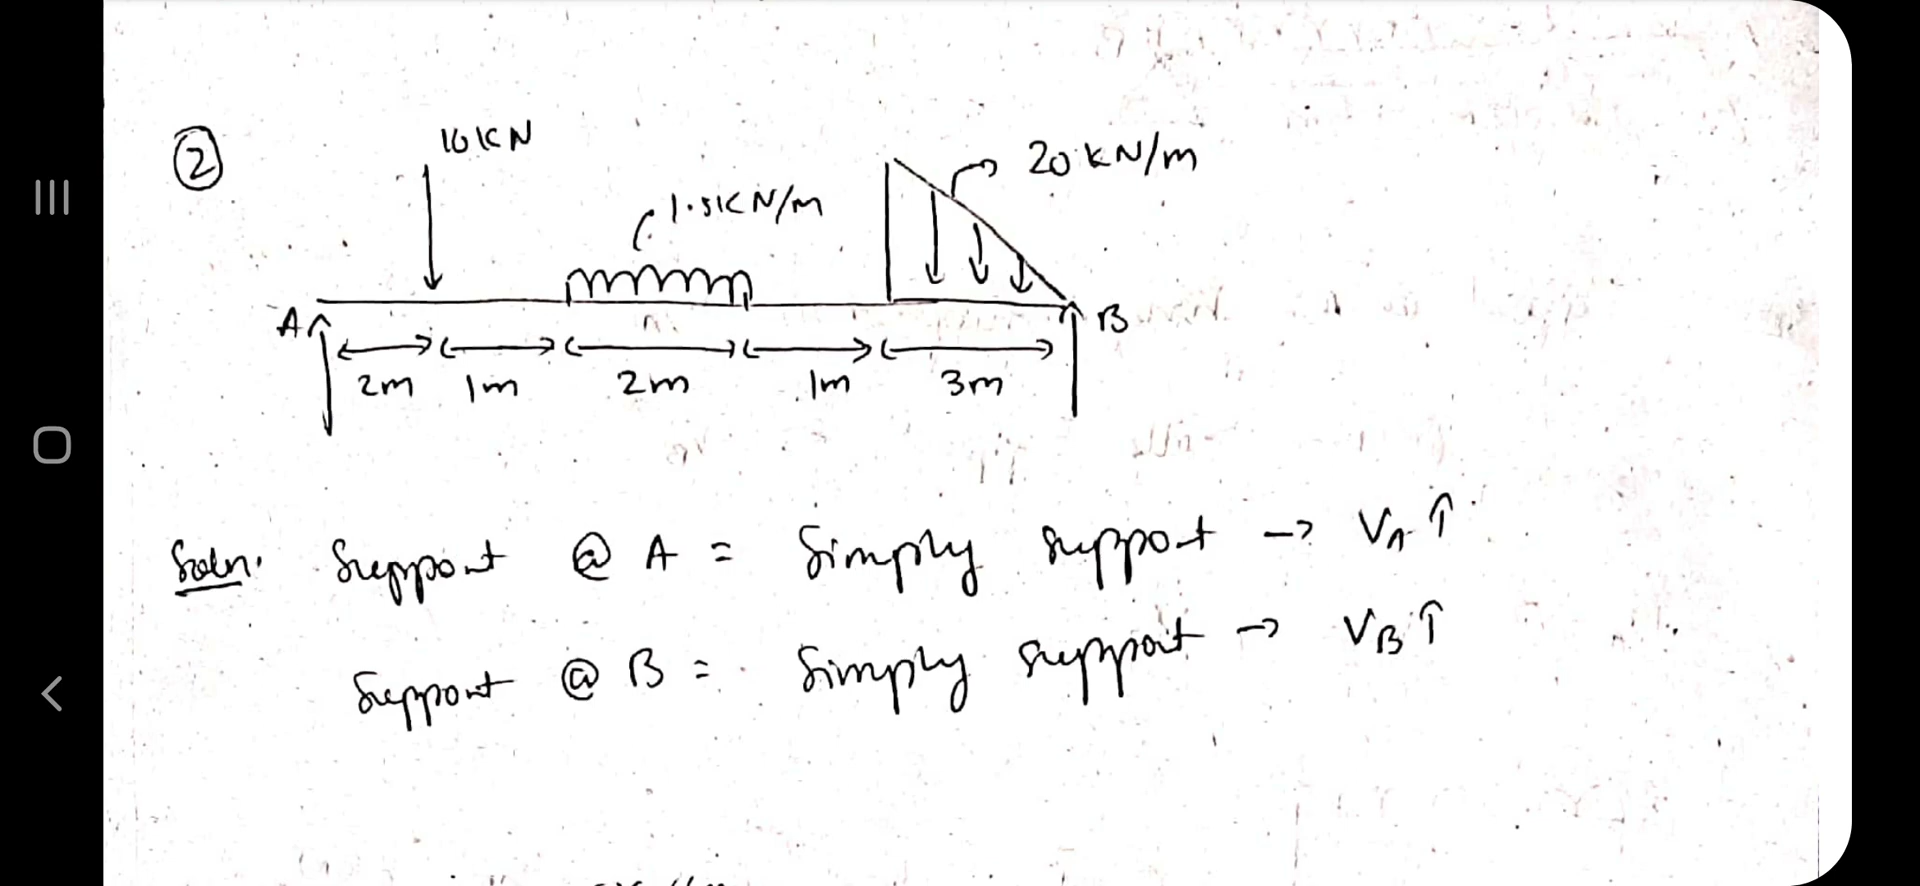 ②
10 KN
1.5 KN/m
20 KN/m
A
B
2m 1m 2m 1m 3m
Soln. Support @ A = Simply support → VA ↑
Support @ B = Simply support → VB ↑